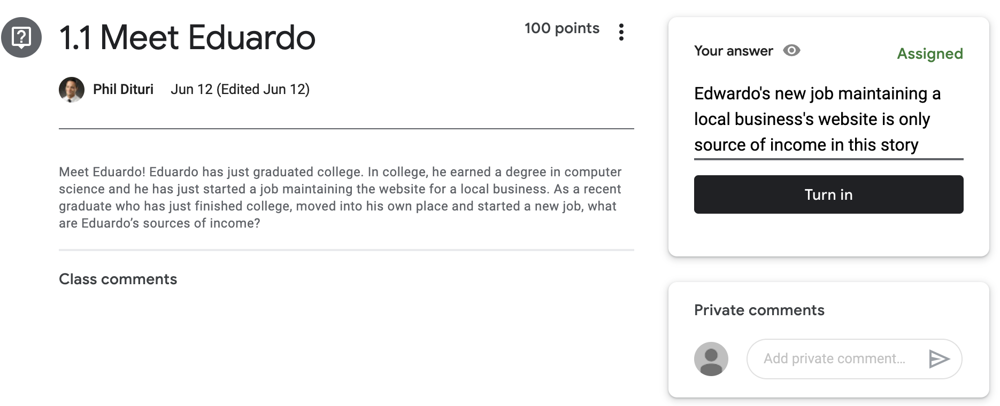 1.1 Meet Eduardo
100 points
Phil Dituri Jun 12 (Edited Jun 12)
Meet Eduardo! Eduardo has just graduated college. In college, he earned a degree in computer
science and he has just started a job maintaining the website for a local business. As a recent
graduate who has just finished college, moved into his own place and started a new job, what
are Eduardo’s sources of income?
Class comments
Your answer
Assigned
Edwardo's new job maintaining a
local business's website is only
source of income in this story
Turn in
Private comments
Add private comment...